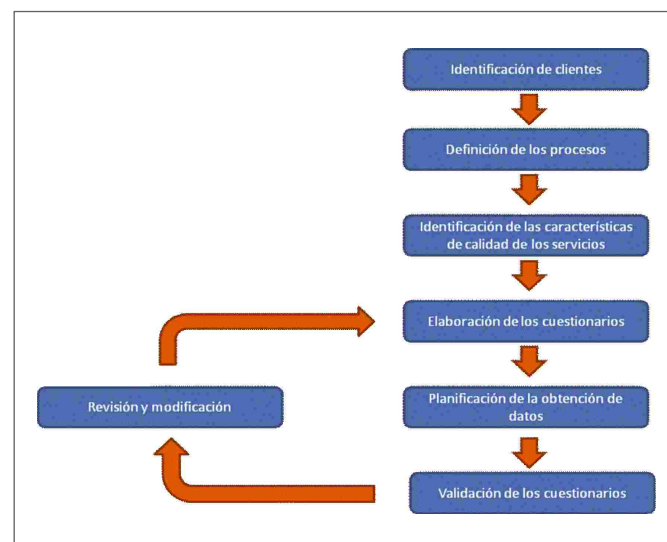 Identificación de clientes
Definición de los procesos
Identificación de las características
de calidad de los servicios
Elaboración de los cuestionarios
Revisión y modificación
Planificación de la obtención de
datos
Validación de los cuestionarios